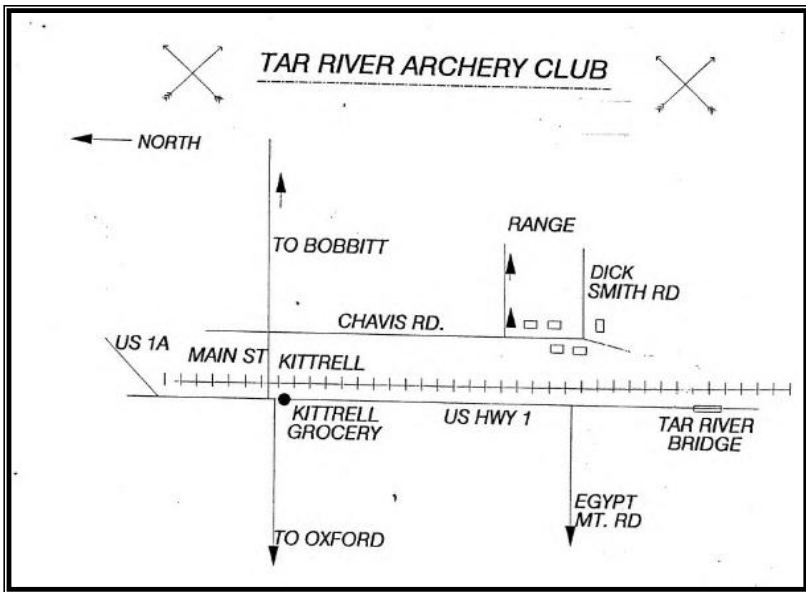 TAR RIVER ARCHERY CLUB
NORTH
RANGE
TO BOBBITT
DICK
SMITH RD
CHAVIS RD.
US 1A
MAIN ST
KITTRELL
KITTRELL
GROCERY
US HWY 1
TAR RIVER
BRIDGE
EGYPT
MT. RD
TO OXFORD